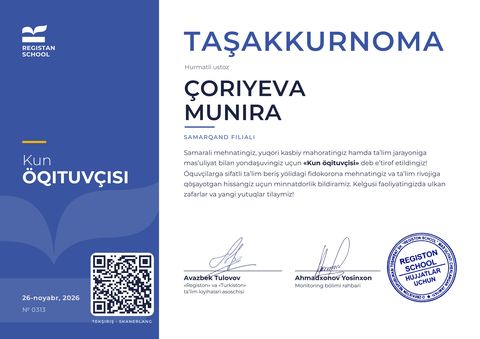 REGISTAN
SCHOOL
Kun
ÖQITUVÇISI
26-noyabr, 2026
№ 0313
TEKŞIRIŞ - SKANERLANG
TAŞAKKURNOMA
Hurmatli ustoz
ÇORIYEVA
MUNIRA
SAMARQAND FILIALI
Samarali mehnatingiz, yuqori kasbiy mahoratingiz hamda ta'lim jarayoniga
mas'uliyat bilan yondaşuvingiz uçun «Kun öqituvçisi» deb e'tirof etildingiz!
Öquvçilarga sifatli ta'lim beriş yölidagi fidokorona mehnatingiz va ta'lim rivojiga
qöşayotgan hissangiz uçun minnatdorlik bildiramiz. Kelgusi faoliyatingizda ulkan
zafarlar va yangi yutuqlar tilaymiz!
Avazbek Tulovov
«Registon» va «Turkiston»
ta'lim loyihalari asosçhisi
Ahmadxonov Yosinxon
Monitoring bölimi rahbari
REGISTON
SCHOOL
HUJJATLAR
UCHUN